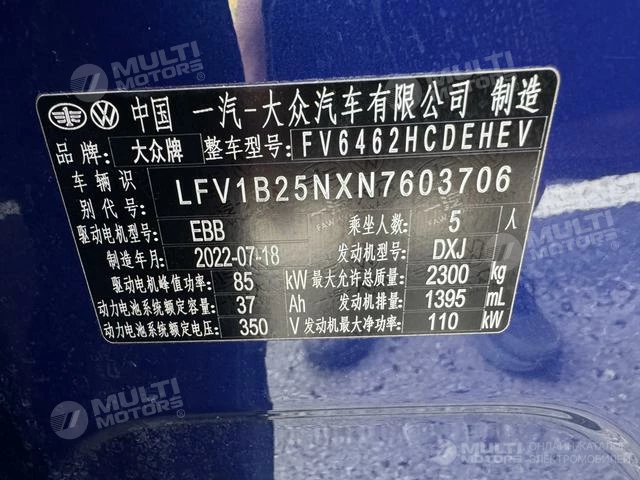 MULTI MOTORS
MULTI MOTORS
MULTI MOTORS
中国 一汽-大众汽车有限公司 制造
品牌: 大众牌 整车型号: FV6462HCDEHEV
车辆识别代号: LFV1B25NXN7603706
驱动电机型号: EBB 乘坐人数: 5 人
制造年月: 2022-07-18 发动机型号: DXJ
驱动电机峰值功率: 85 kW 最大允许总质量: 2300 kg
动力电池系统额定容量: 37 Ah 发动机排量: 1395 mL
动力电池系统额定电压: 350 V 发动机最大净功率: 110 kW
MULTI MOTORS
MULTI MOTORS
ОНЛАЙН-КАТАЛОГ
ЭЛЕКТРОМОБИЛЕЙ